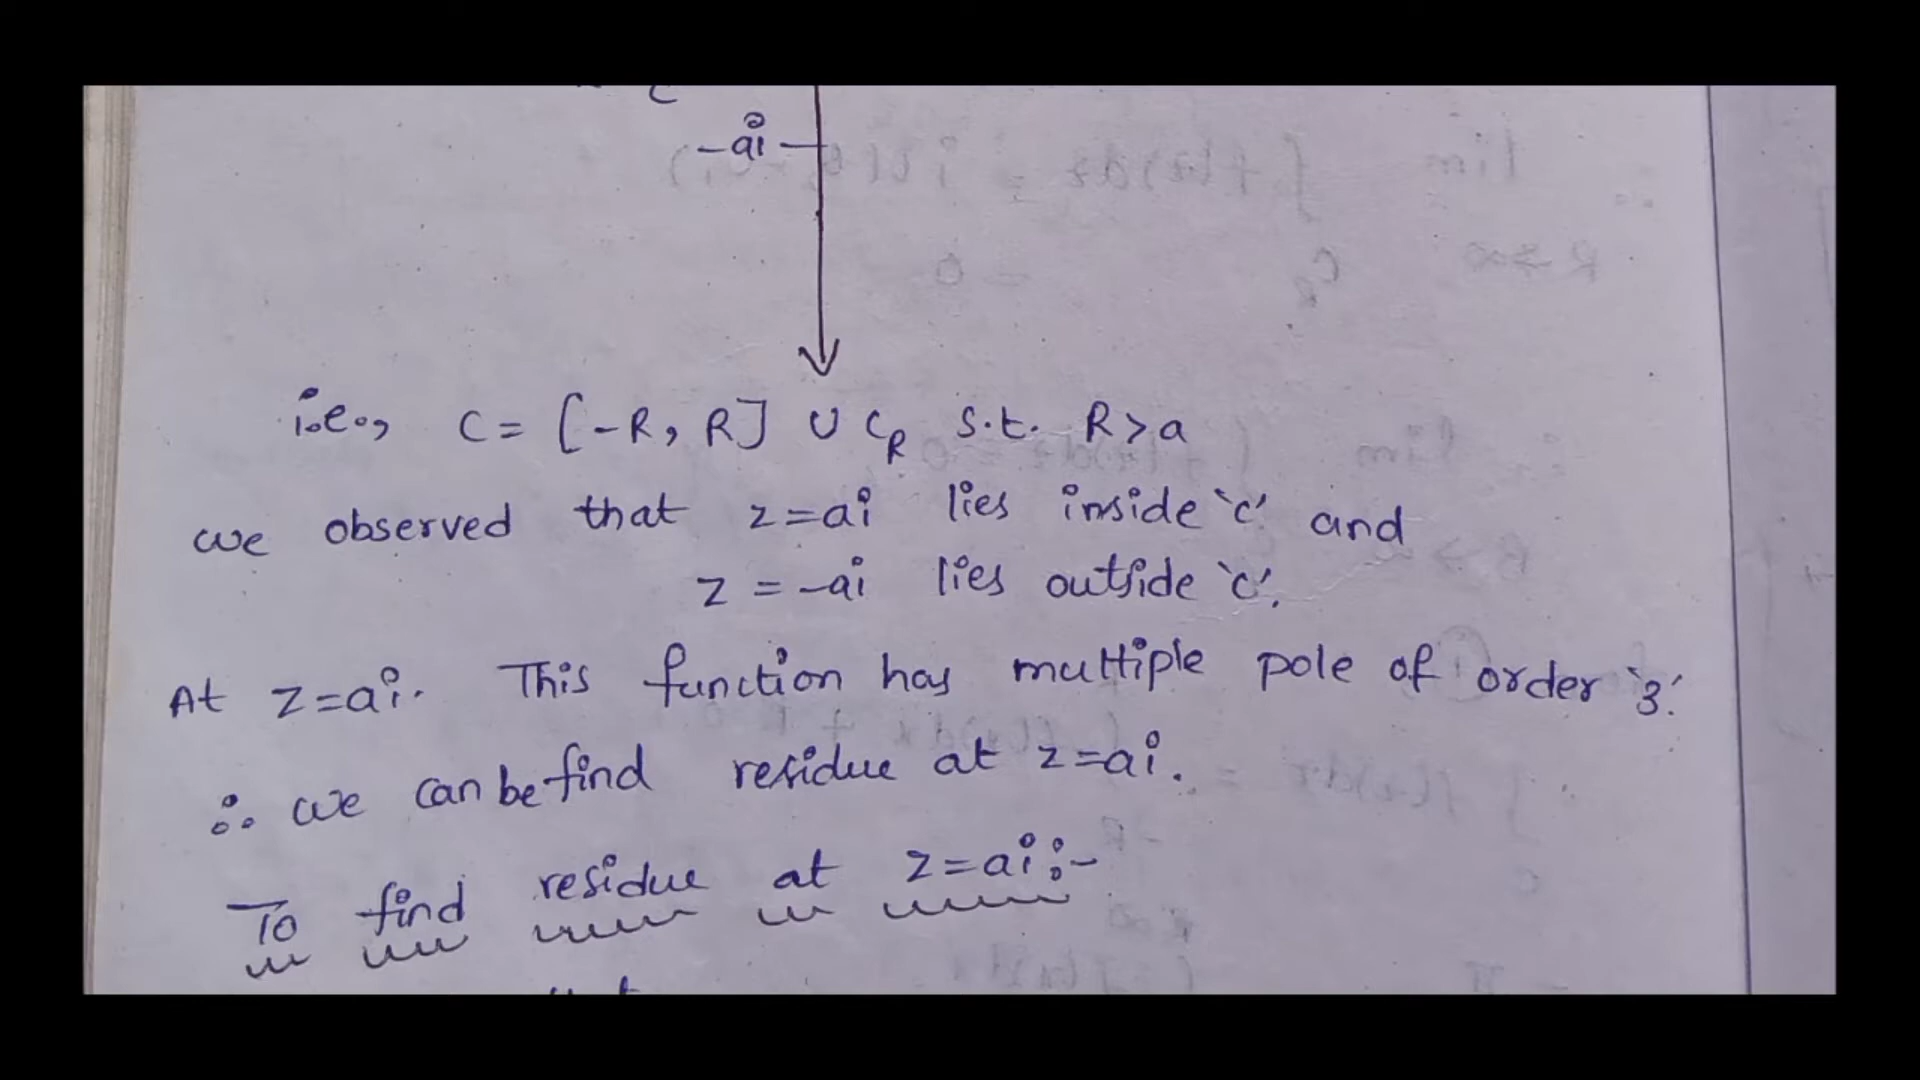 -ai
i.e., C = [-R, R] ∪ C_R s.t. R>a
we observed that z=ai lies inside 'c' and
z = -ai lies outside 'c'.
At z=ai. This function has multiple pole of order '3'.
∴ we can be find residue at z=ai.
To find residue at z=ai:-